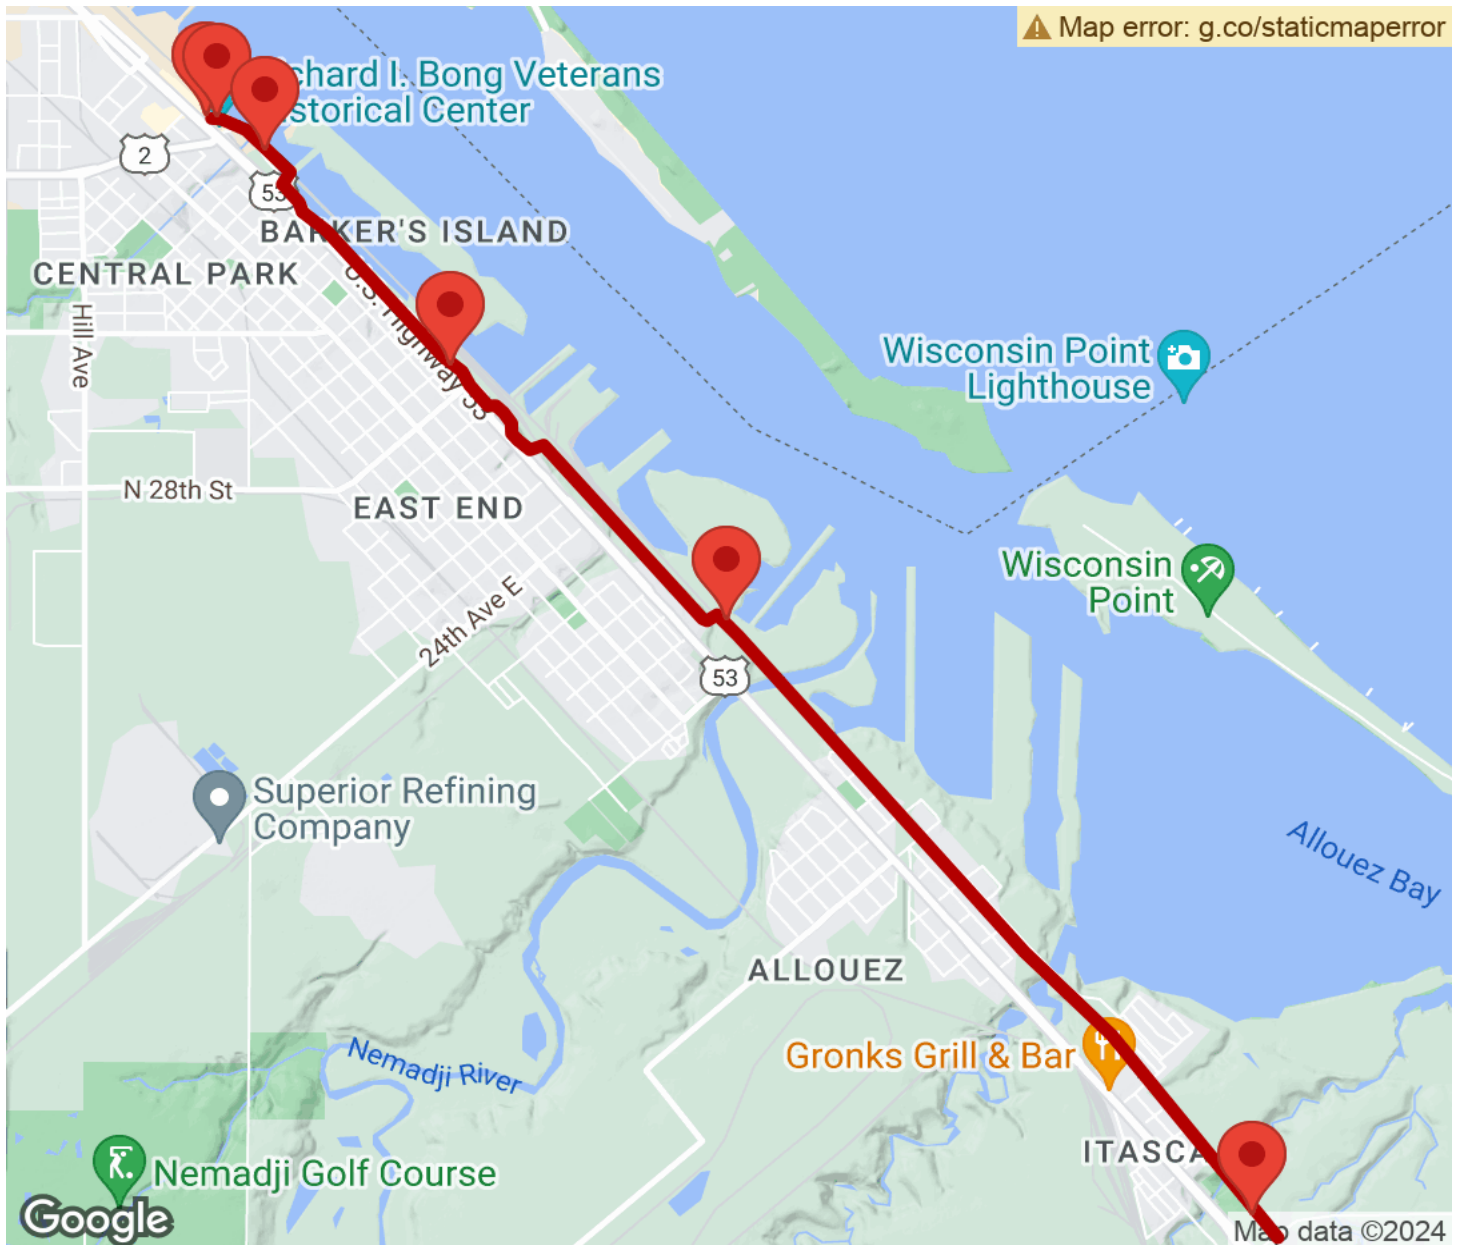 Map error: g.co/staticmaperror
chard I. Bong Veterans
storical Center
2
53
BARKER'S ISLAND
CENTRAL PARK
U.S. Highway 53
Hill Ave
Wisconsin Point
Lighthouse
N 28th St
EAST END
Wisconsin
Point
24th Ave E
53
Superior Refining
Company
Allouez Bay
ALLOUEZ
Nemadji River
Gronks Grill & Bar
ITASCA
Nemadji Golf Course
Google
Map data ©2024